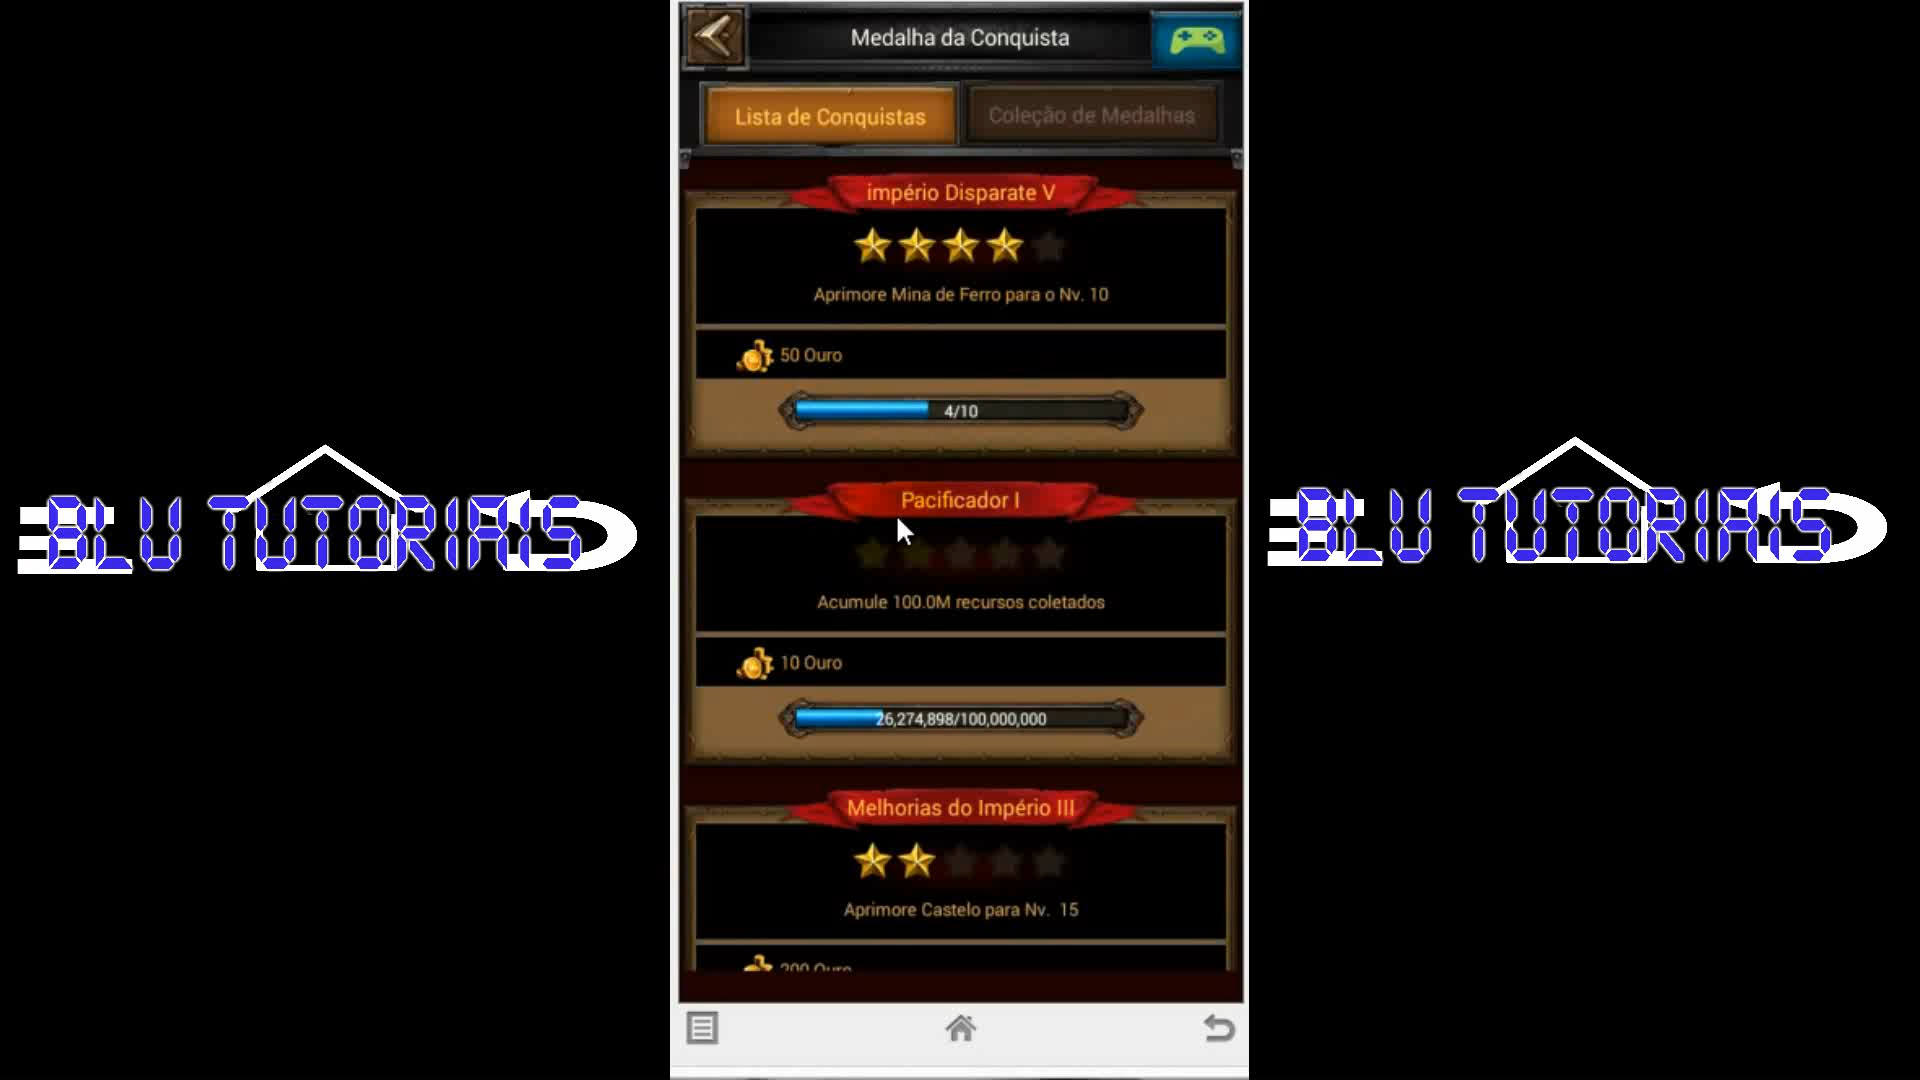 Medalha da Conquista
Lista de Conquistas
Coleção de Medalhas
império Disparate V
Aprimore Mina de Ferro para o Nv. 10
50 Ouro
4/10
Pacificador I
Acumule 100.0M recursos coletados
10 Ouro
26,274,898/100,000,000
Melhorias do Império III
Aprimore Castelo para Nv. 15
200 Ouro
BLU TUTORIAIS
BLU TUTORIAIS